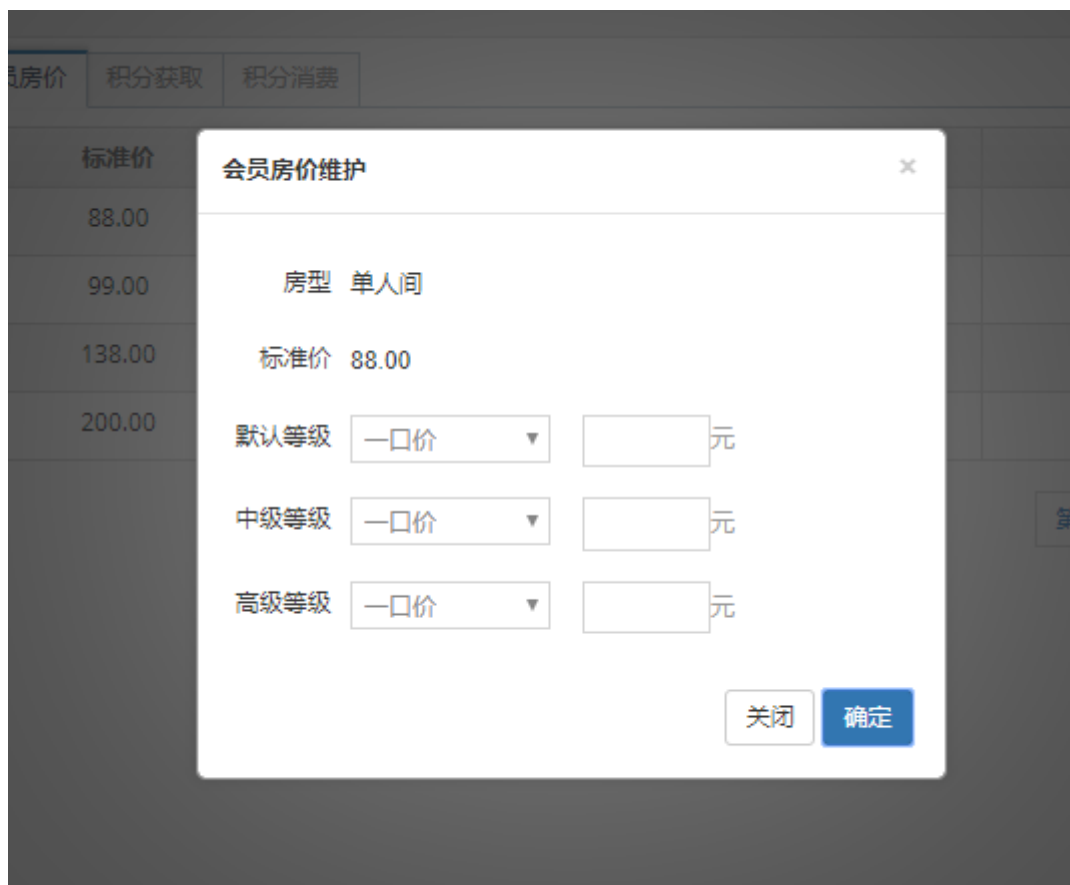 员房价 积分获取 积分消费
标准价
88.00
99.00
138.00
200.00
会员房价维护 ×
房型 单人间
标准价 88.00
默认等级 一口价 元
中级等级 一口价 元
高级等级 一口价 元
关闭 确定